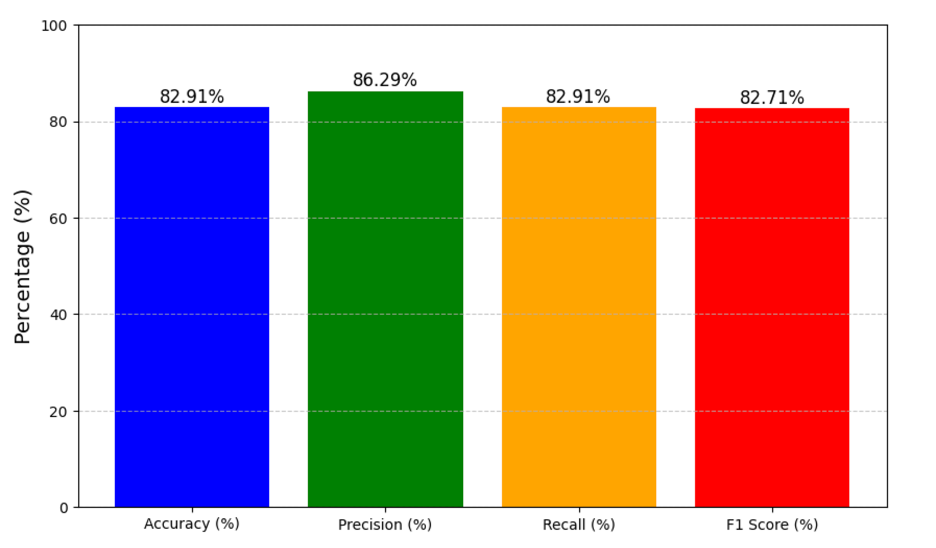 100
80
60
40
20
0
Percentage (%)
82.91%
86.29%
82.91%
82.71%
Accuracy (%)
Precision (%)
Recall (%)
F1 Score (%)